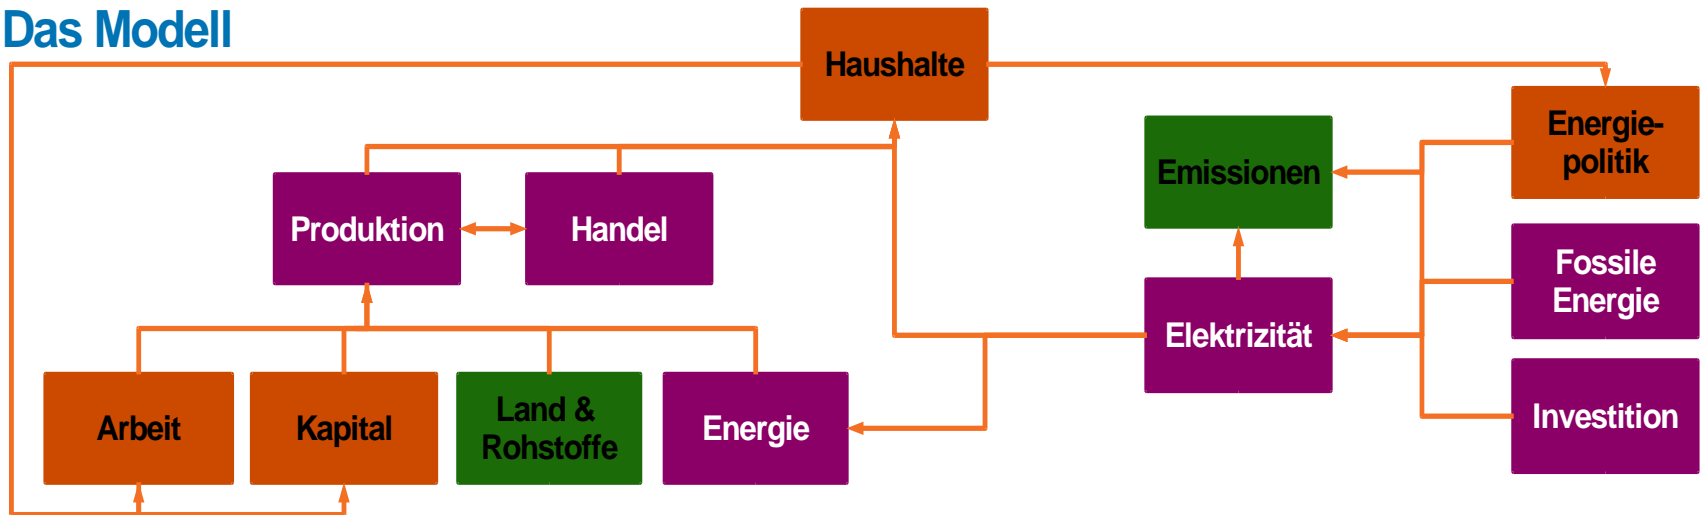 Das Modell
Haushalte
Energie-
politik
Emissionen
Produktion
Handel
Fossile
Energie
Elektrizität
Arbeit
Kapital
Land &
Rohstoffe
Energie
Investition